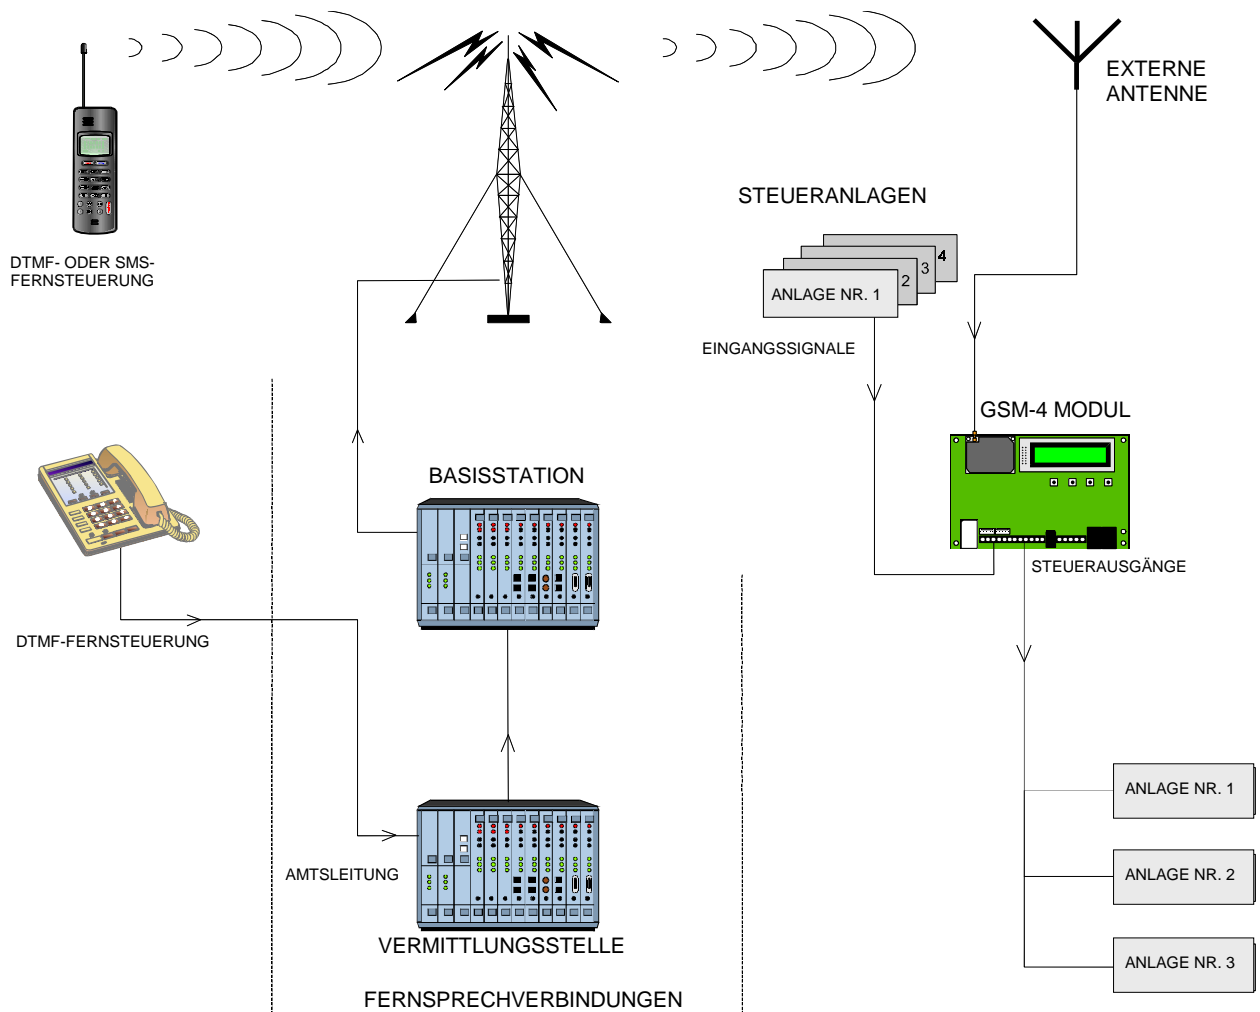 EXTERNE
ANTENNE
STEUERANLAGEN
4
3
2
ANLAGE NR. 1
DTMF- ODER SMS-
FERNSTEUERUNG
EINGANGSSIGNALE
GSM-4 MODUL
BASISSTATION
STEUERAUSGÄNGE
DTMF-FERNSTEUERUNG
ANLAGE NR. 1
AMTSLEITUNG
ANLAGE NR. 2
VERMITTLUNGSSTELLE
ANLAGE NR. 3
FERNSPRECHVERBINDUNGEN